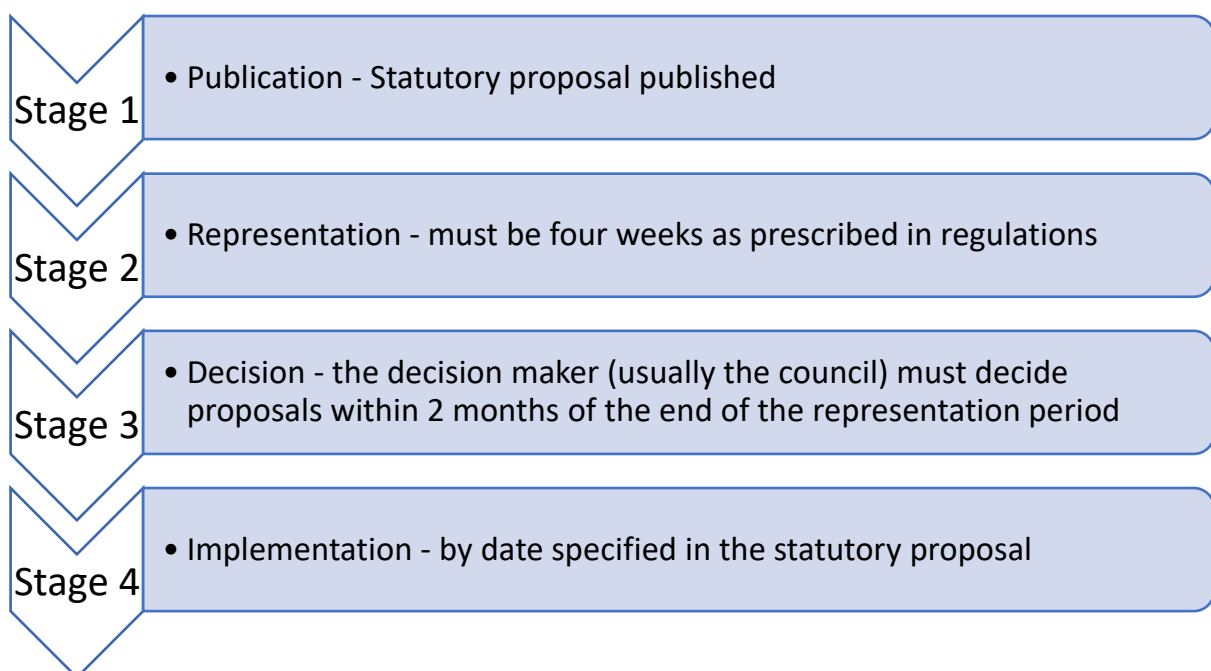 Stage 1
• Publication - Statutory proposal published
Stage 2
• Representation - must be four weeks as prescribed in regulations
Stage 3
• Decision - the decision maker (usually the council) must decide
proposals within 2 months of the end of the representation period
Stage 4
• Implementation - by date specified in the statutory proposal